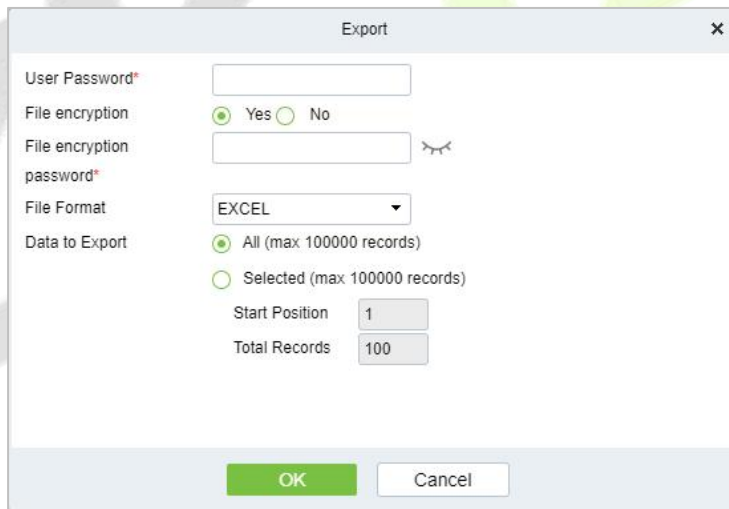 Export
User Password*
File encryption Yes No
File encryption
password*
File Format EXCEL
Data to Export All (max 100000 records)
Selected (max 100000 records)
Start Position 1
Total Records 100
OK Cancel